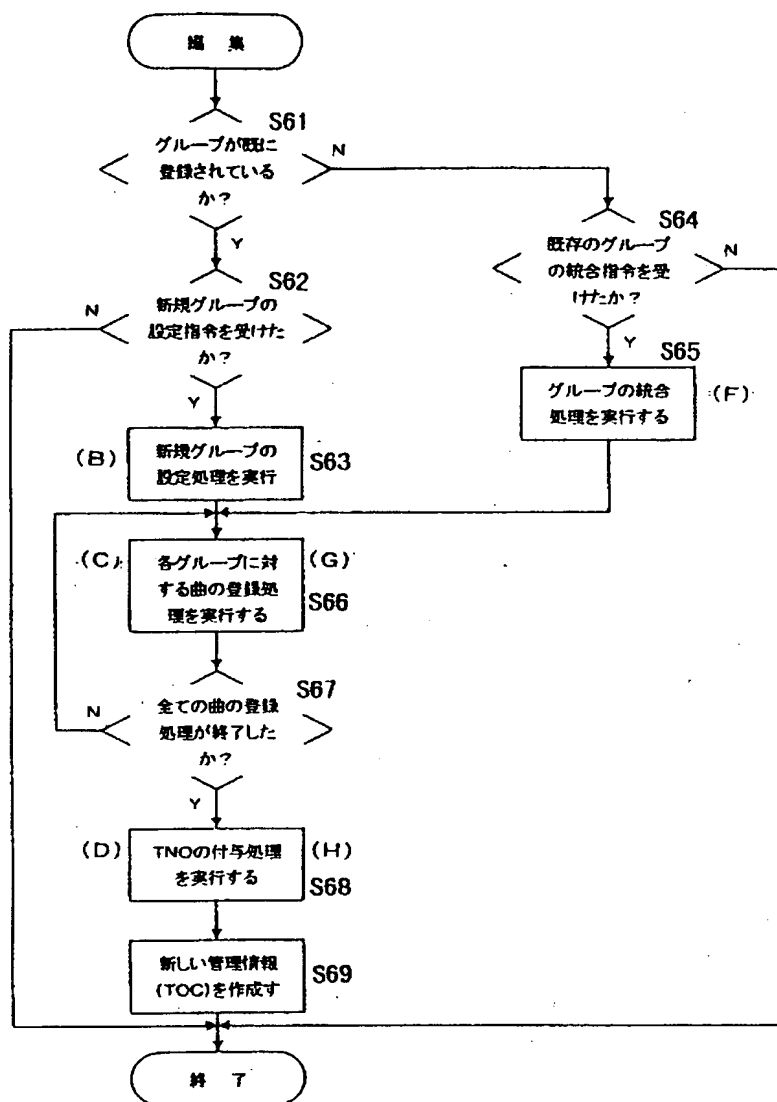 編 集
S61
グループが既に
登録されている
か?
N
Y
S62
新規グループの
設定指令を受けた
か?
N
Y
S64
既存のグループ
の統合指令を受
けたか?
N
Y
S65
グループの統合
処理を実行する
(F)
(B)
新規グループの
設定処理を実行
S63
(C)
各グループに対
する曲の登録処
理を実行する
(G)
S66
S67
全ての曲の登録
処理が終了した
か?
N
Y
(D)
TNOの付与処理
を実行する
(H)
S68
新しい管理情報
(TOC)を作成す
S69
終 了